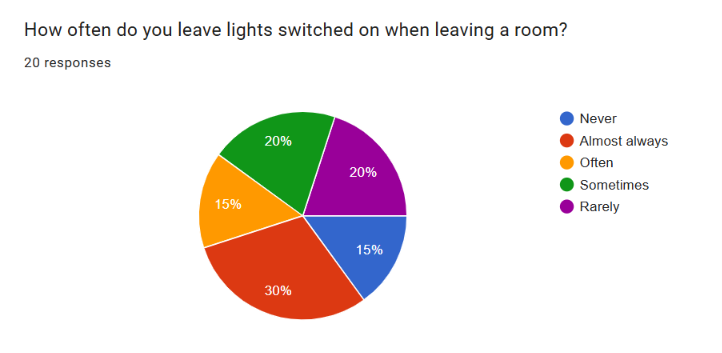 How often do you leave lights switched on when leaving a room?
20 responses
20%
20%
15%
15%
30%
Never
Almost always
Often
Sometimes
Rarely